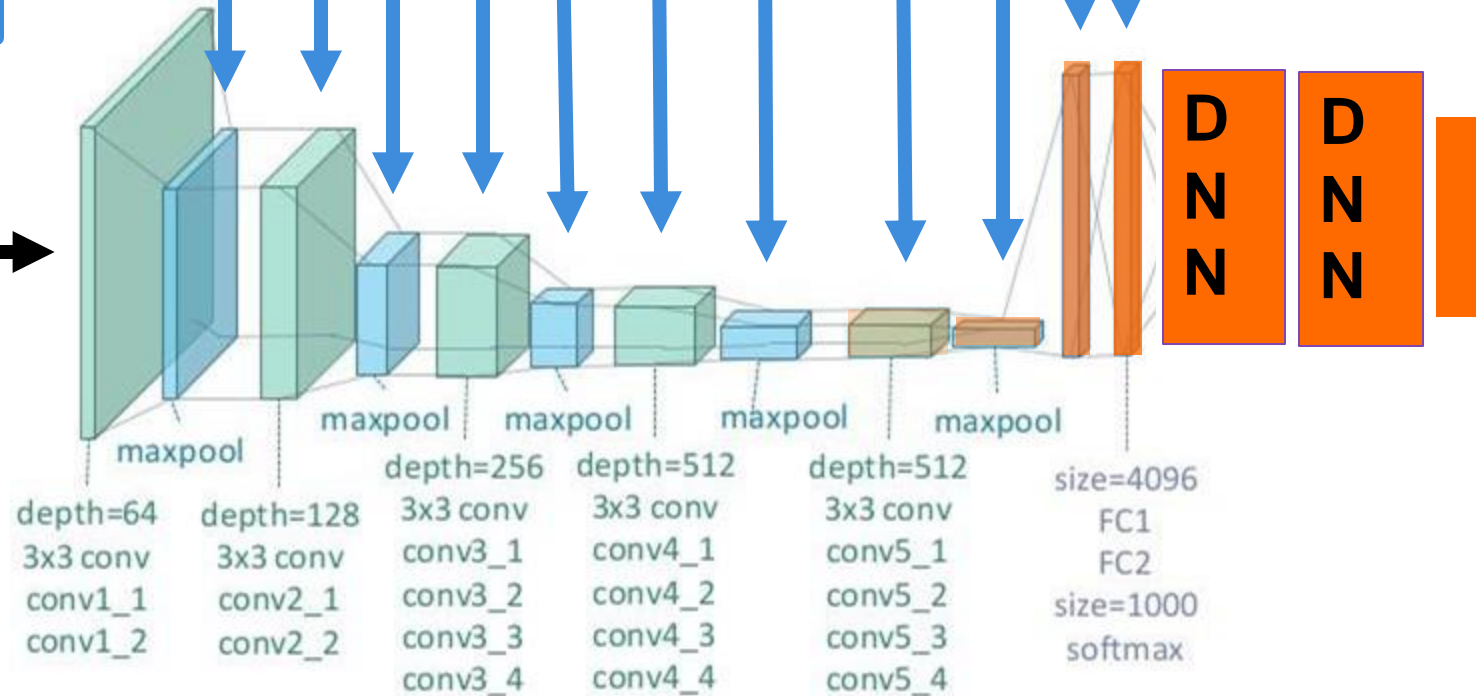 D
N
N
D
N
N
maxpool
maxpool
maxpool
maxpool
maxpool
depth=64
3x3 conv
conv1_1
conv1_2
depth=128
3x3 conv
conv2_1
conv2_2
depth=256
3x3 conv
conv3_1
conv3_2
conv3_3
conv3_4
depth=512
3x3 conv
conv4_1
conv4_2
conv4_3
conv4_4
depth=512
3x3 conv
conv5_1
conv5_2
conv5_3
conv5_4
size=4096
FC1
FC2
size=1000
softmax